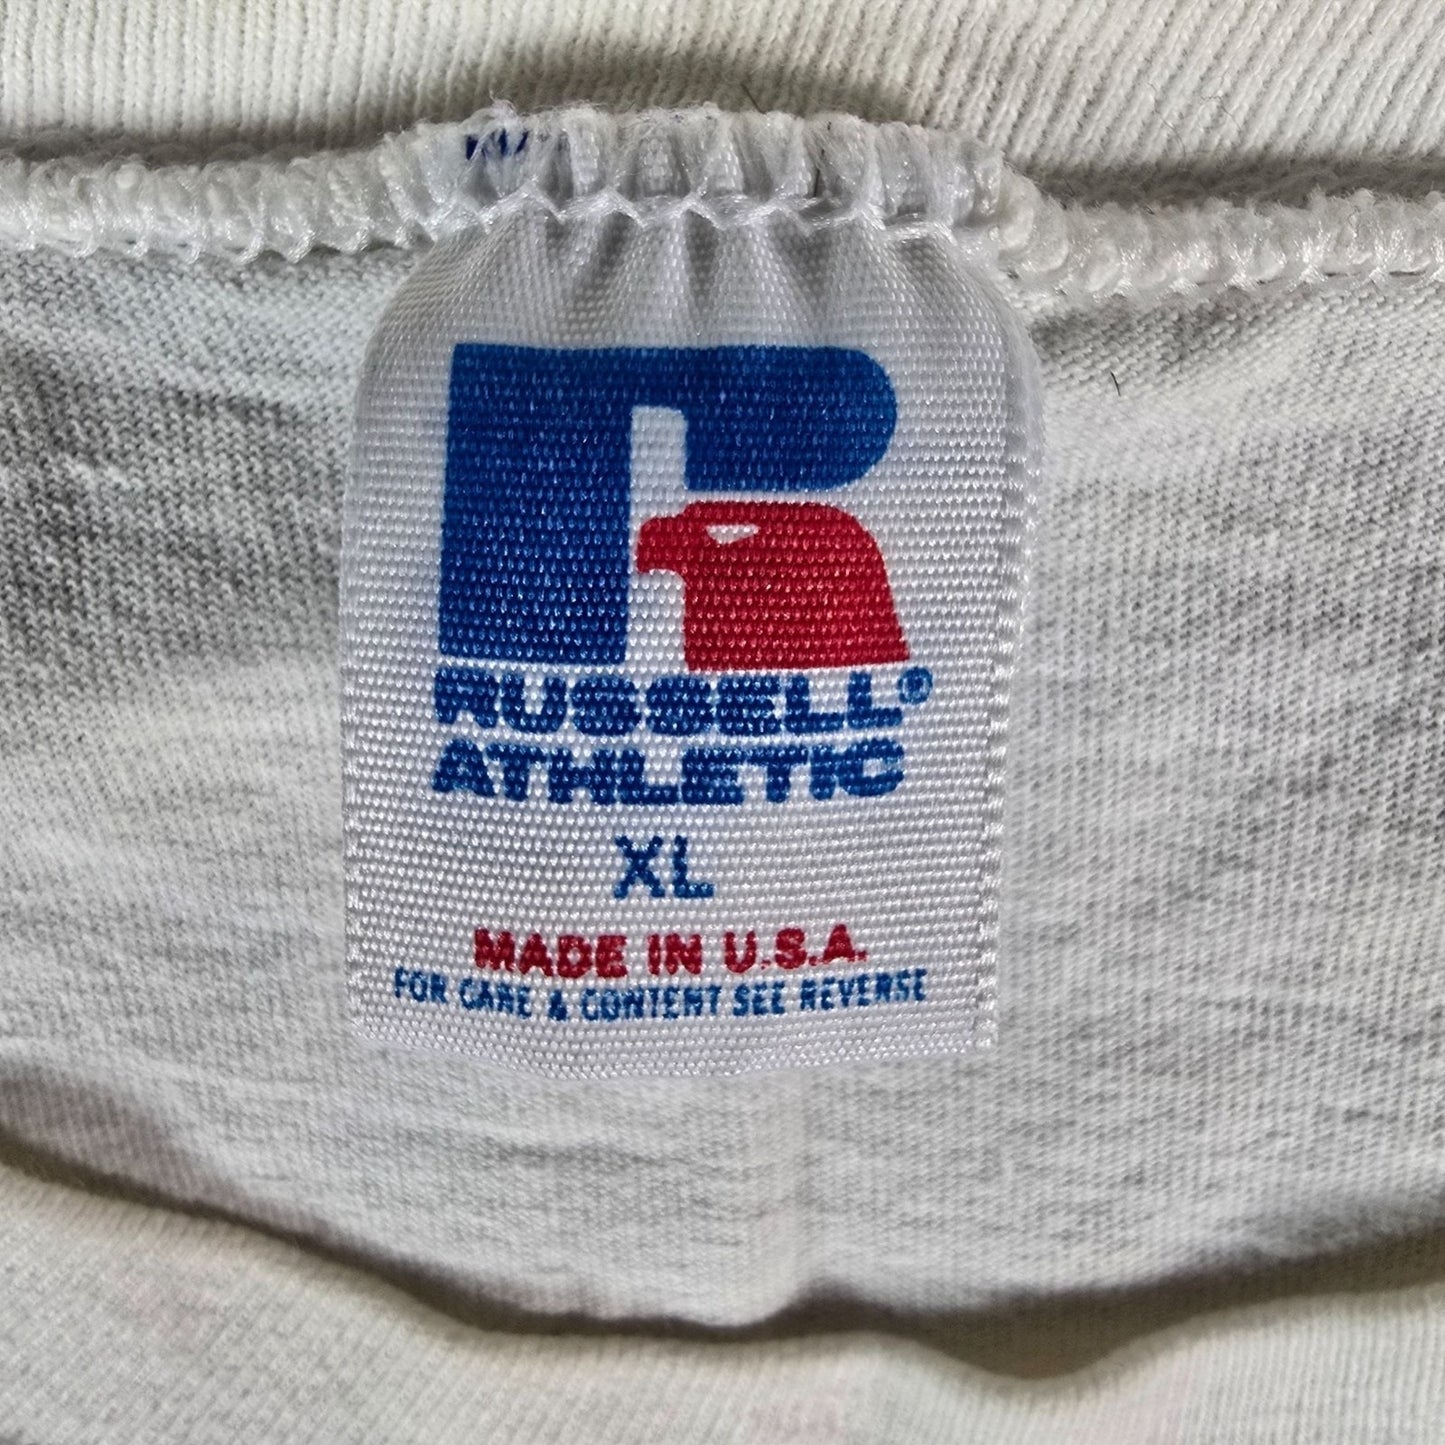 RUSSELL®
ATHLETIC
XL
MADE IN U.S.A.
FOR CARE & CONTENT SEE REVERSE